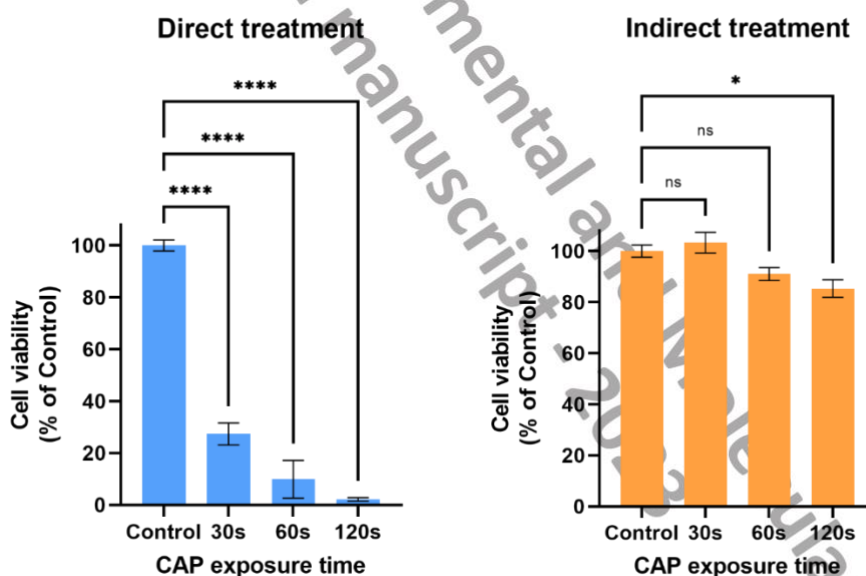 Direct treatment
****
****
****
100
80
60
40
20
0
Cell viability
(% of Control)
Control 30s 60s 120s
CAP exposure time
Indirect treatment
*
ns
ns
100
80
60
40
20
0
Cell viability
(% of Control)
Control 30s 60s 120s
CAP exposure time
mental and
manuscript - 2023